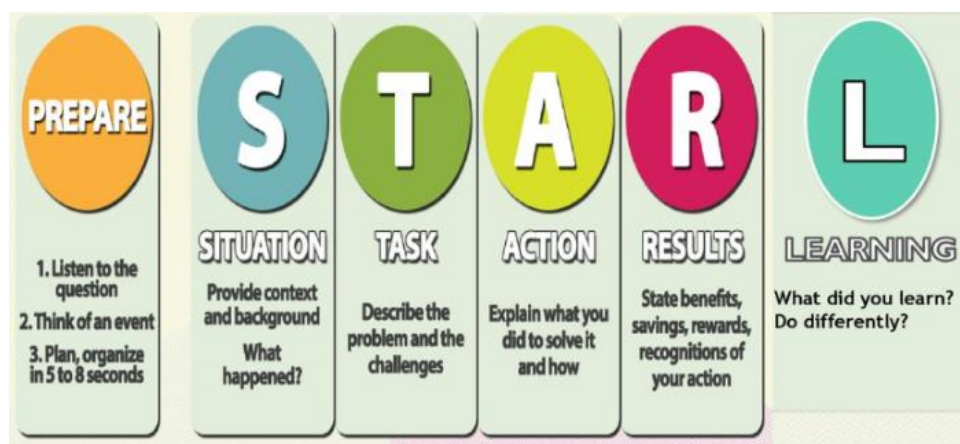 PREPARE
1. Listen to the
question
2. Think of an event
3. Plan, organize
in 5 to 8 seconds
S
SITUATION
Provide context
and background
What
happened?
T
TASK
Describe the
problem and the
challenges
A
ACTION
Explain what you
did to solve it
and how
R
RESULTS
State benefits,
savings, rewards,
recognitions of
your action
L
LEARNING
What did you learn?
Do differently?